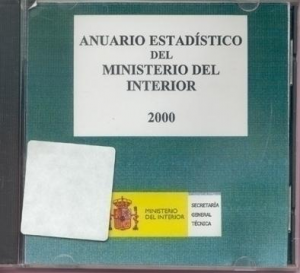 ANUARIO ESTADÍSTICO
DEL
MINISTERIO DEL
INTERIOR
2000
MINISTERIO
DEL INTERIOR
SECRETARÍA
GENERAL
TÉCNICA